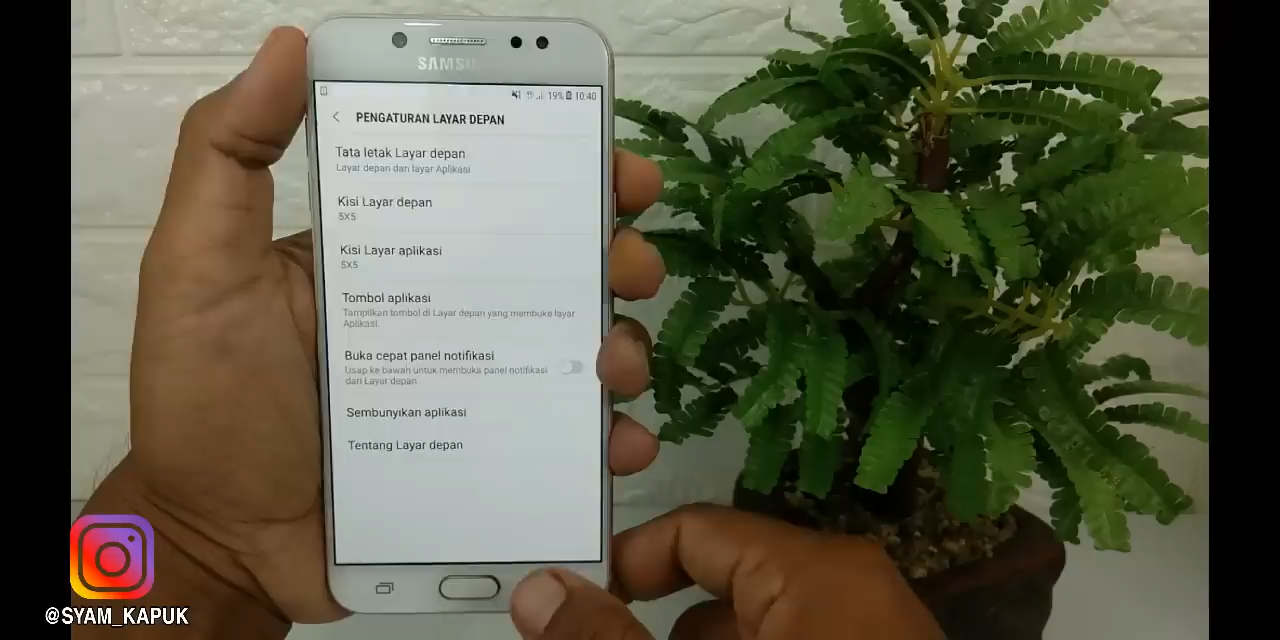 SAMSUNG
19% 10:40
PENGATURAN LAYAR DEPAN
Tata letak Layar depan
Layar depan dan layar Aplikasi
Kisi Layar depan
5X5
Kisi Layar aplikasi
5X5
Tombol aplikasi
Tampilkan tombol di Layar depan yang membuka layar
Aplikasi.
Buka cepat panel notifikasi
Usap ke bawah untuk membuka panel notifikasi
dari Layar depan.
Sembunyikan aplikasi
Tentang Layar depan
@SYAM_KAPUK